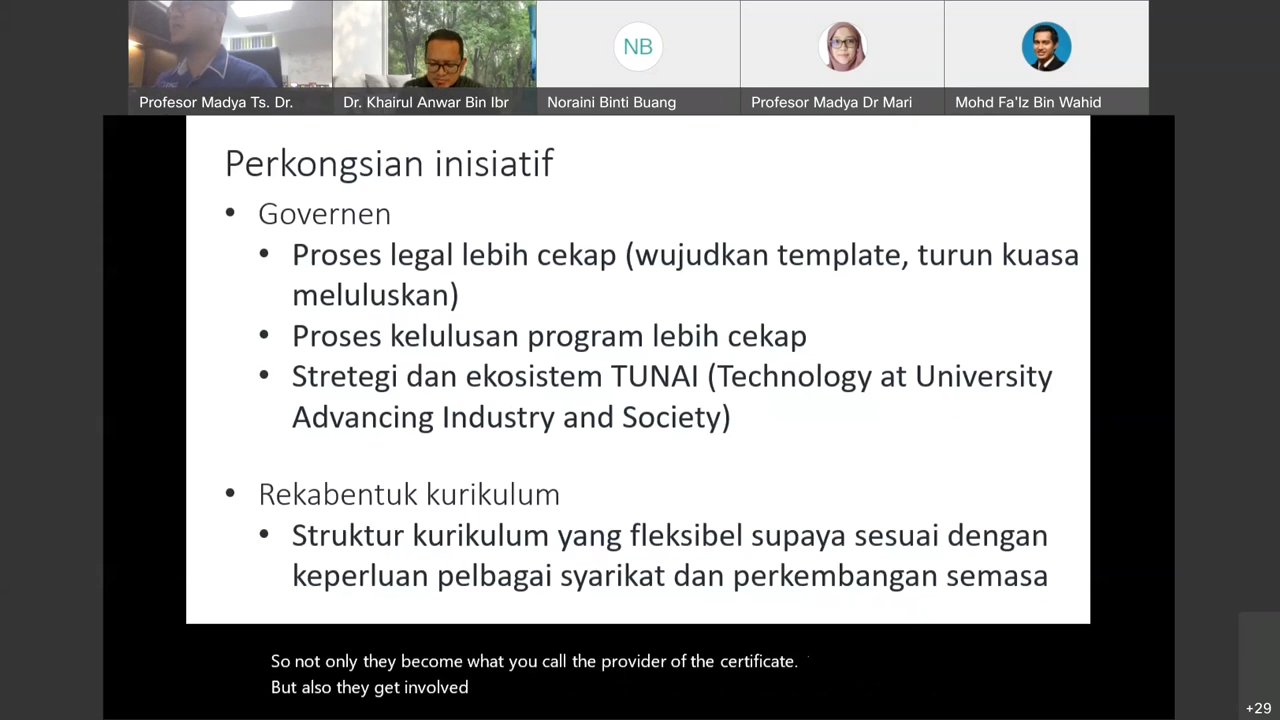 NB
Profesor Madya Ts. Dr.
Dr. Khairul Anwar Bin Ibr
Noraini Binti Buang
Profesor Madya Dr Mari
Mohd Fa'Iz Bin Wahid
Perkongsian inisiatif
• Governen
• Proses legal lebih cekap (wujudkan template, turun kuasa
meluluskan)
• Proses kelulusan program lebih cekap
• Stretegi dan ekosistem TUNAI (Technology at University
Advancing Industry and Society)
• Rekabentuk kurikulum
• Struktur kurikulum yang fleksibel supaya sesuai dengan
keperluan pelbagai syarikat dan perkembangan semasa
So not only they become what you call the provider of the certificate.
But also they get involved
+29